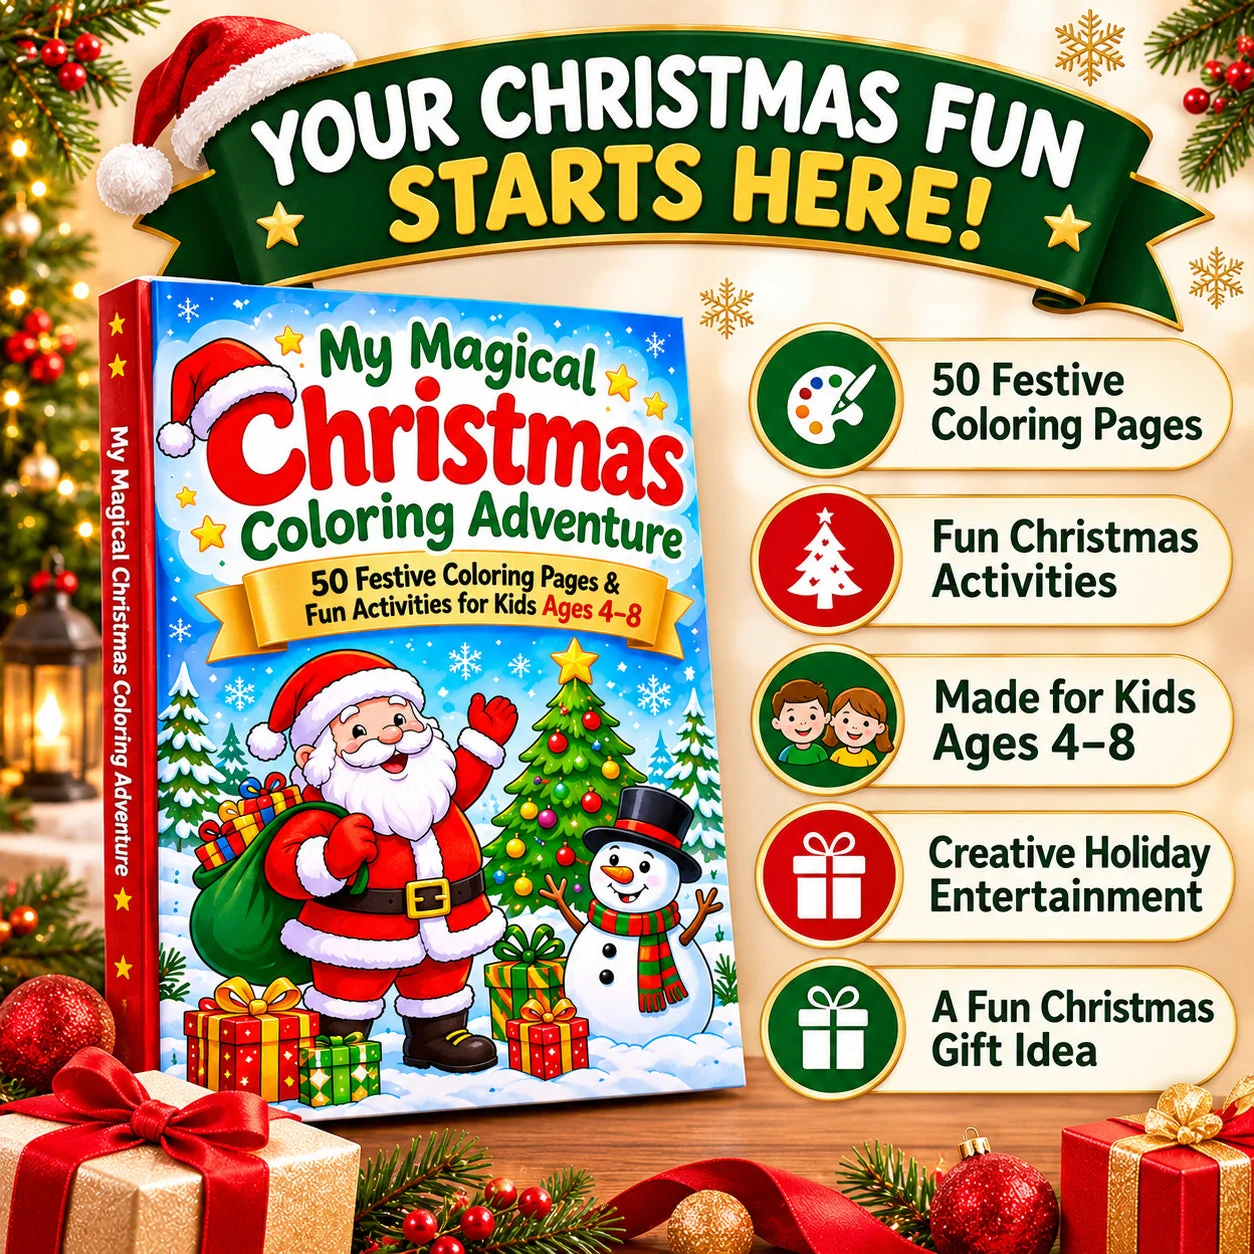 YOUR CHRISTMAS FUN
STARTS HERE!
My Magical
Christmas
Coloring Adventure
50 Festive Coloring Pages &
Fun Activities for Kids Ages 4–8
My Magical Christmas Coloring Adventure
50 Festive
Coloring Pages
Fun Christmas
Activities
Made for Kids
Ages 4–8
Creative Holiday
Entertainment
A Fun Christmas
Gift Idea